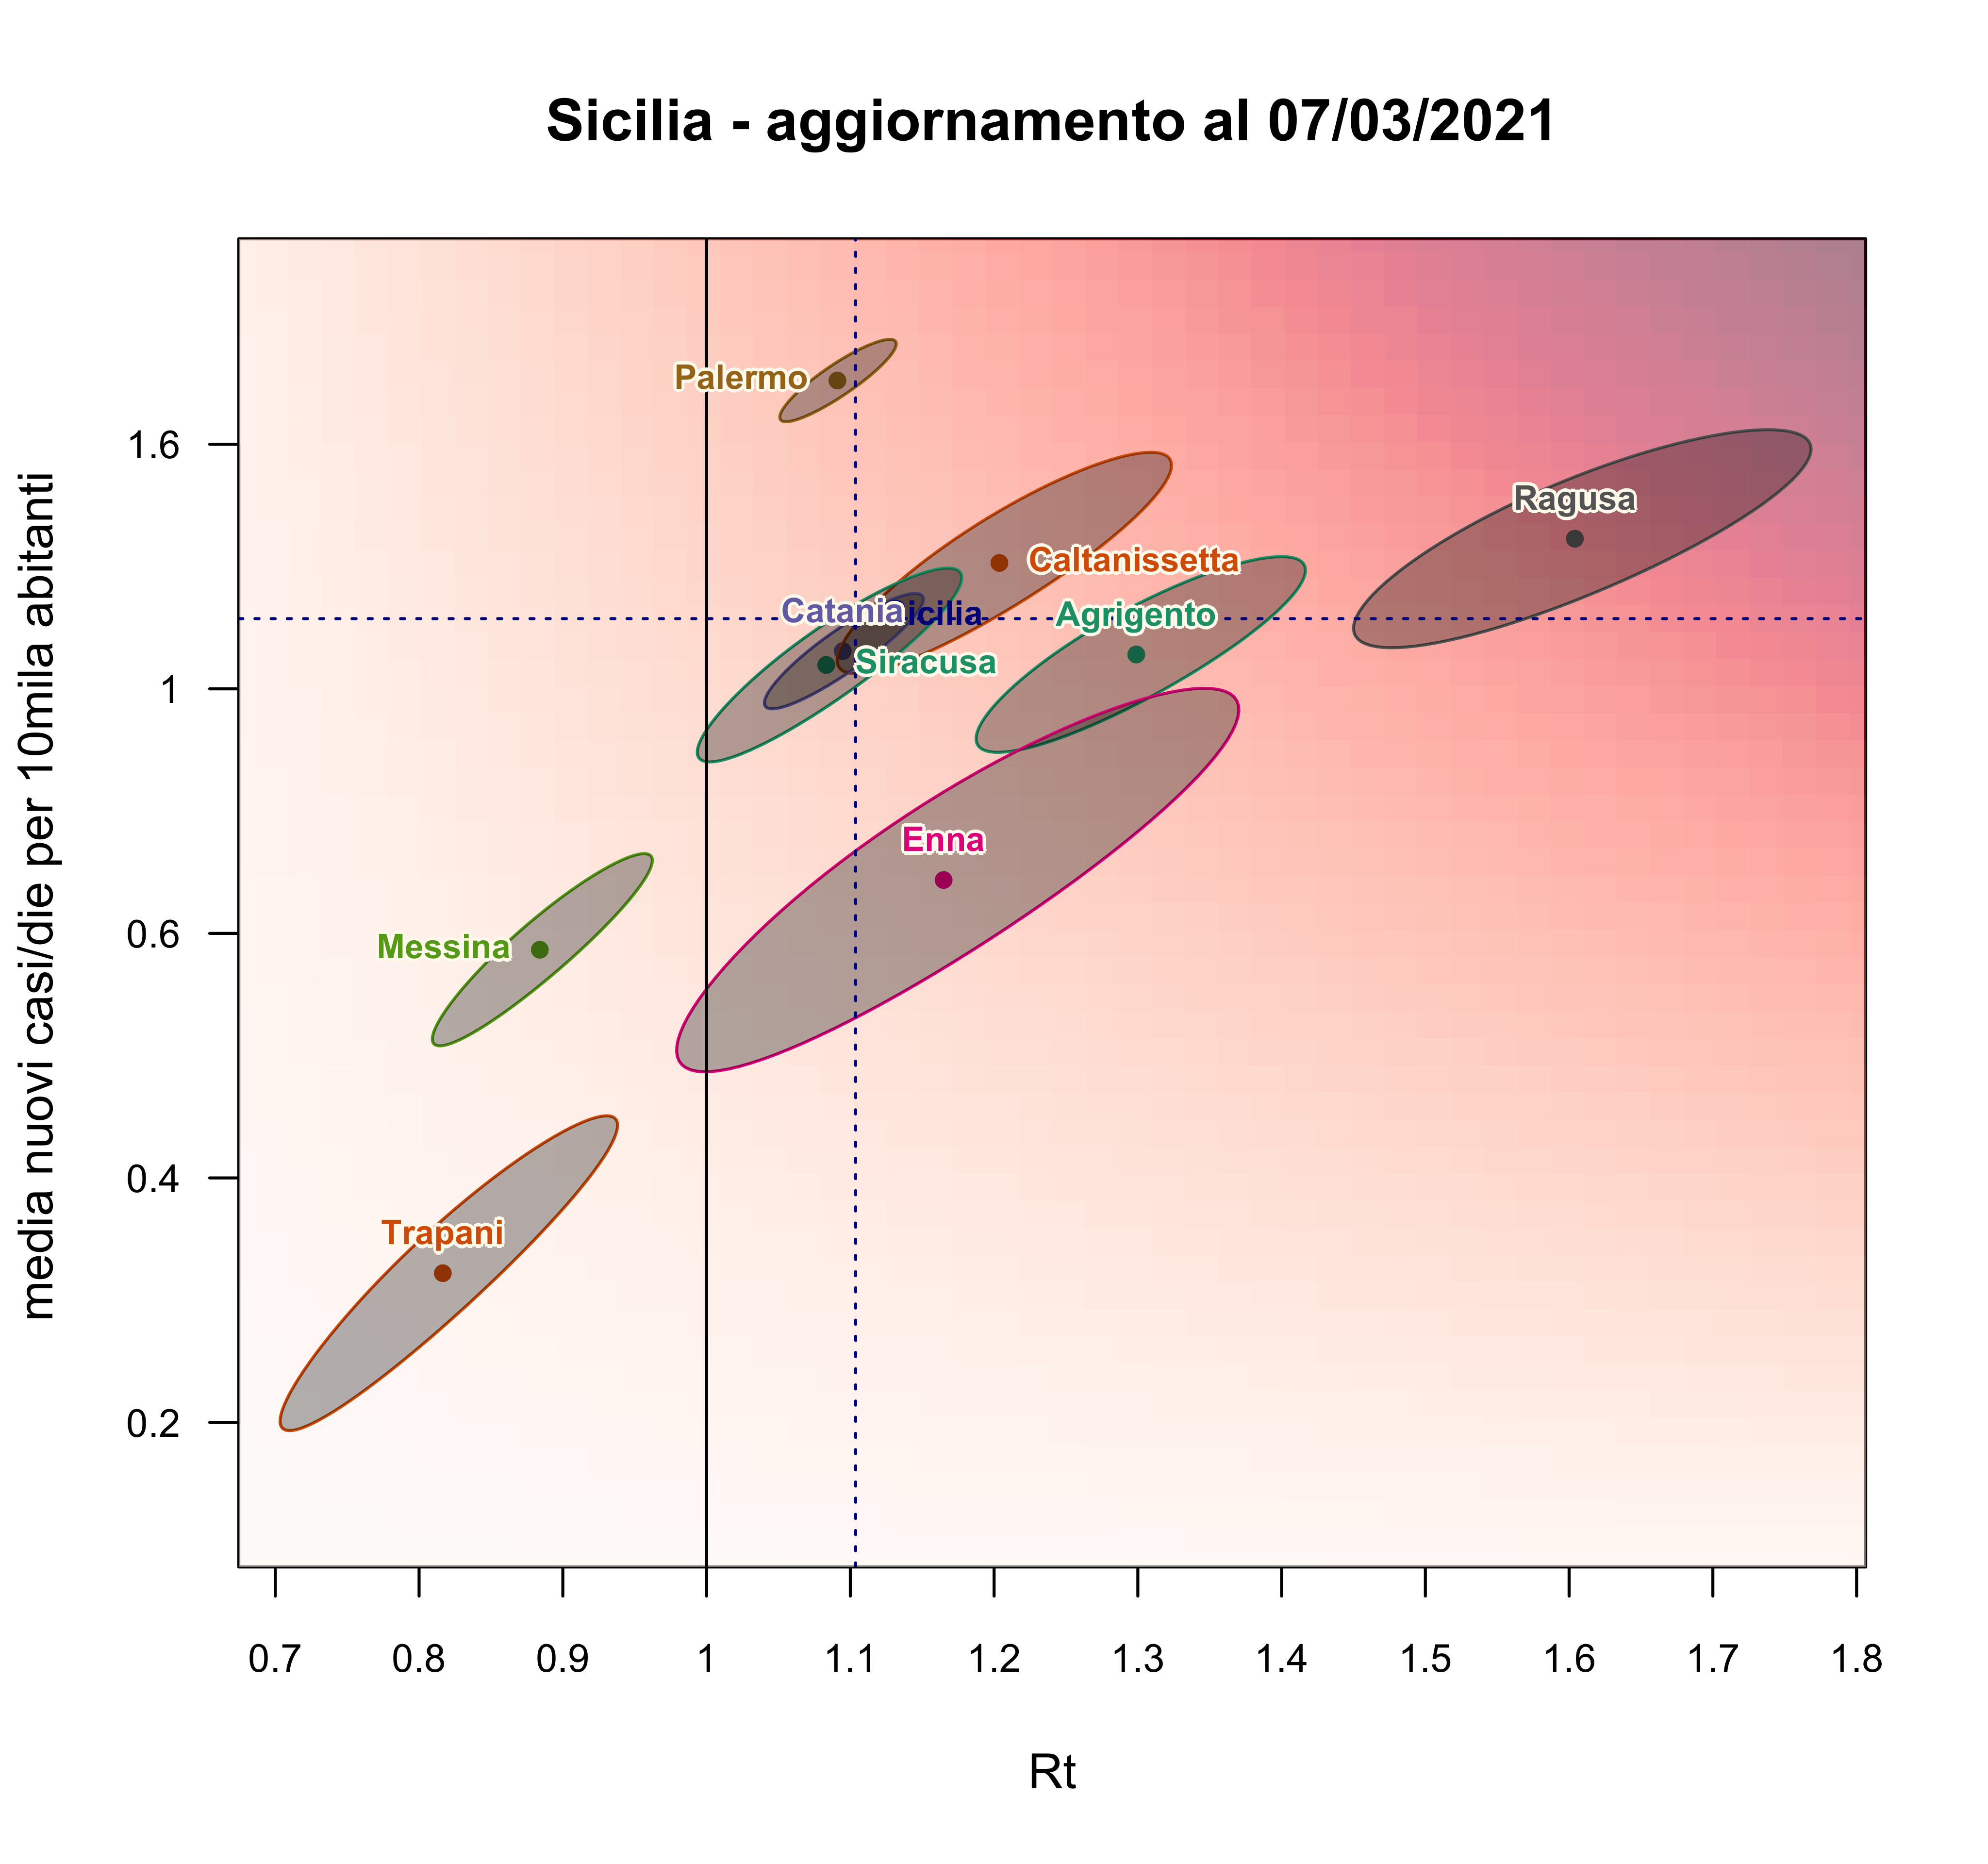 Sicilia - aggiornamento al 07/03/2021
media nuovi casi/die per 10mila abitanti
1.6
1
0.6
0.4
0.2
Palermo
Ragusa
Caltanissetta
Catania
icilia
Agrigento
Siracusa
Enna
Messina
Trapani
0.7 0.8 0.9 1 1.1 1.2 1.3 1.4 1.5 1.6 1.7 1.8
Rt